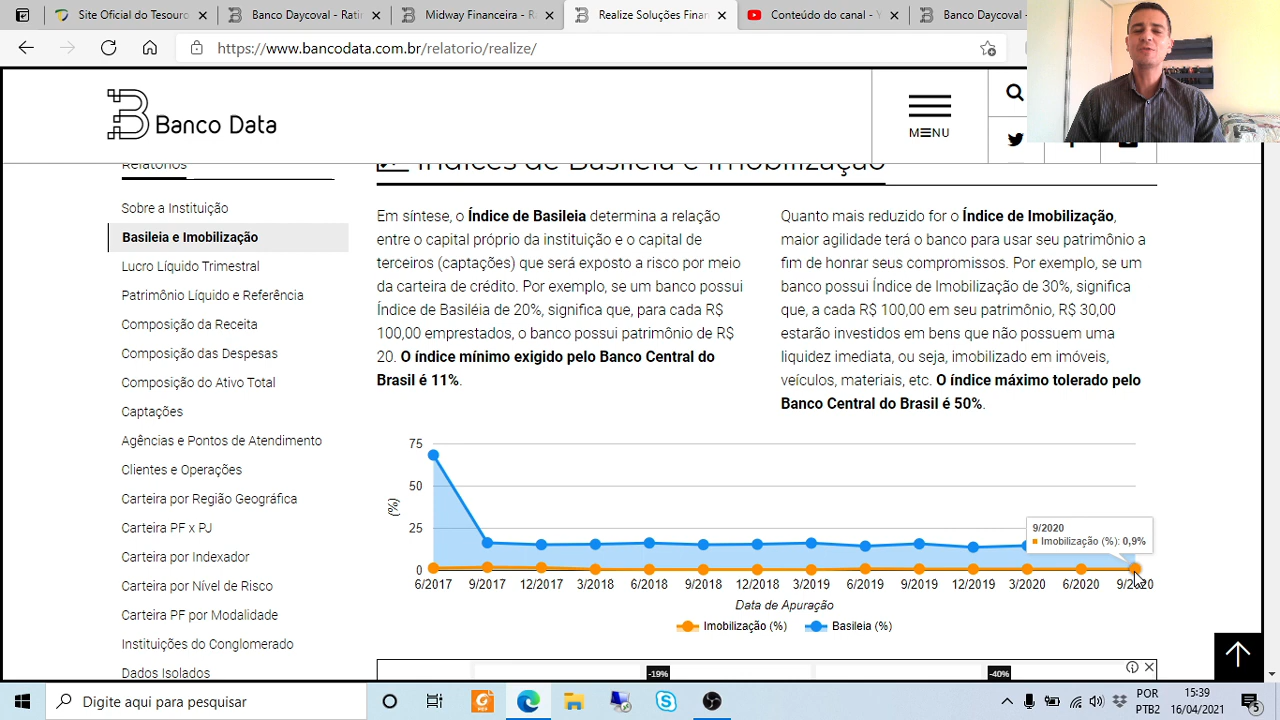 Site Oficial do Tesouro
Banco Daycoval - Rati
Midway Financeira - R
Realize Soluções Finan
Conteúdo do canal - Y
Banco Daycoval -
https://www.bancodata.com.br/relatorio/realize/
Banco Data
MENU
Índices de Basileia e Imobilização
Relatórios
Sobre a Instituição
Basileia e Imobilização
Lucro Líquido Trimestral
Patrimônio Líquido e Referência
Composição da Receita
Composição das Despesas
Composição do Ativo Total
Captações
Agências e Pontos de Atendimento
Clientes e Operações
Carteira por Região Geográfica
Carteira PF x PJ
Carteira por Indexador
Carteira por Nível de Risco
Carteira PF por Modalidade
Instituições do Conglomerado
Dados Isolados
Em síntese, o Índice de Basileia determina a relação
entre o capital próprio da instituição e o capital de
terceiros (captações) que será exposto a risco por meio
da carteira de crédito. Por exemplo, se um banco possui
Índice de Basiléia de 20%, significa que, para cada R$
100,00 emprestados, o banco possui patrimônio de R$
20. O índice mínimo exigido pelo Banco Central do
Brasil é 11%.
Quanto mais reduzido for o Índice de Imobilização,
maior agilidade terá o banco para usar seu patrimônio a
fim de honrar seus compromissos. Por exemplo, se um
banco possui Índice de Imobilização de 30%, significa
que, a cada R$ 100,00 em seu patrimônio, R$ 30,00
estarão investidos em bens que não possuem uma
liquidez imediata, ou seja, imobilizado em imóveis,
veículos, materiais, etc. O índice máximo tolerado pelo
Banco Central do Brasil é 50%.
75
50
25
0
(%)
9/2020
Imobilização (%): 0,9%
6/2017 9/2017 12/2017 3/2018 6/2018 9/2018 12/2018 3/2019 6/2019 9/2019 12/2019 3/2020 6/2020 9/2020
Data de Apuração
Imobilização (%) Basileia (%)
-19% -40%
Digite aqui para pesquisar
POR
PTB2
15:39
16/04/2021
5